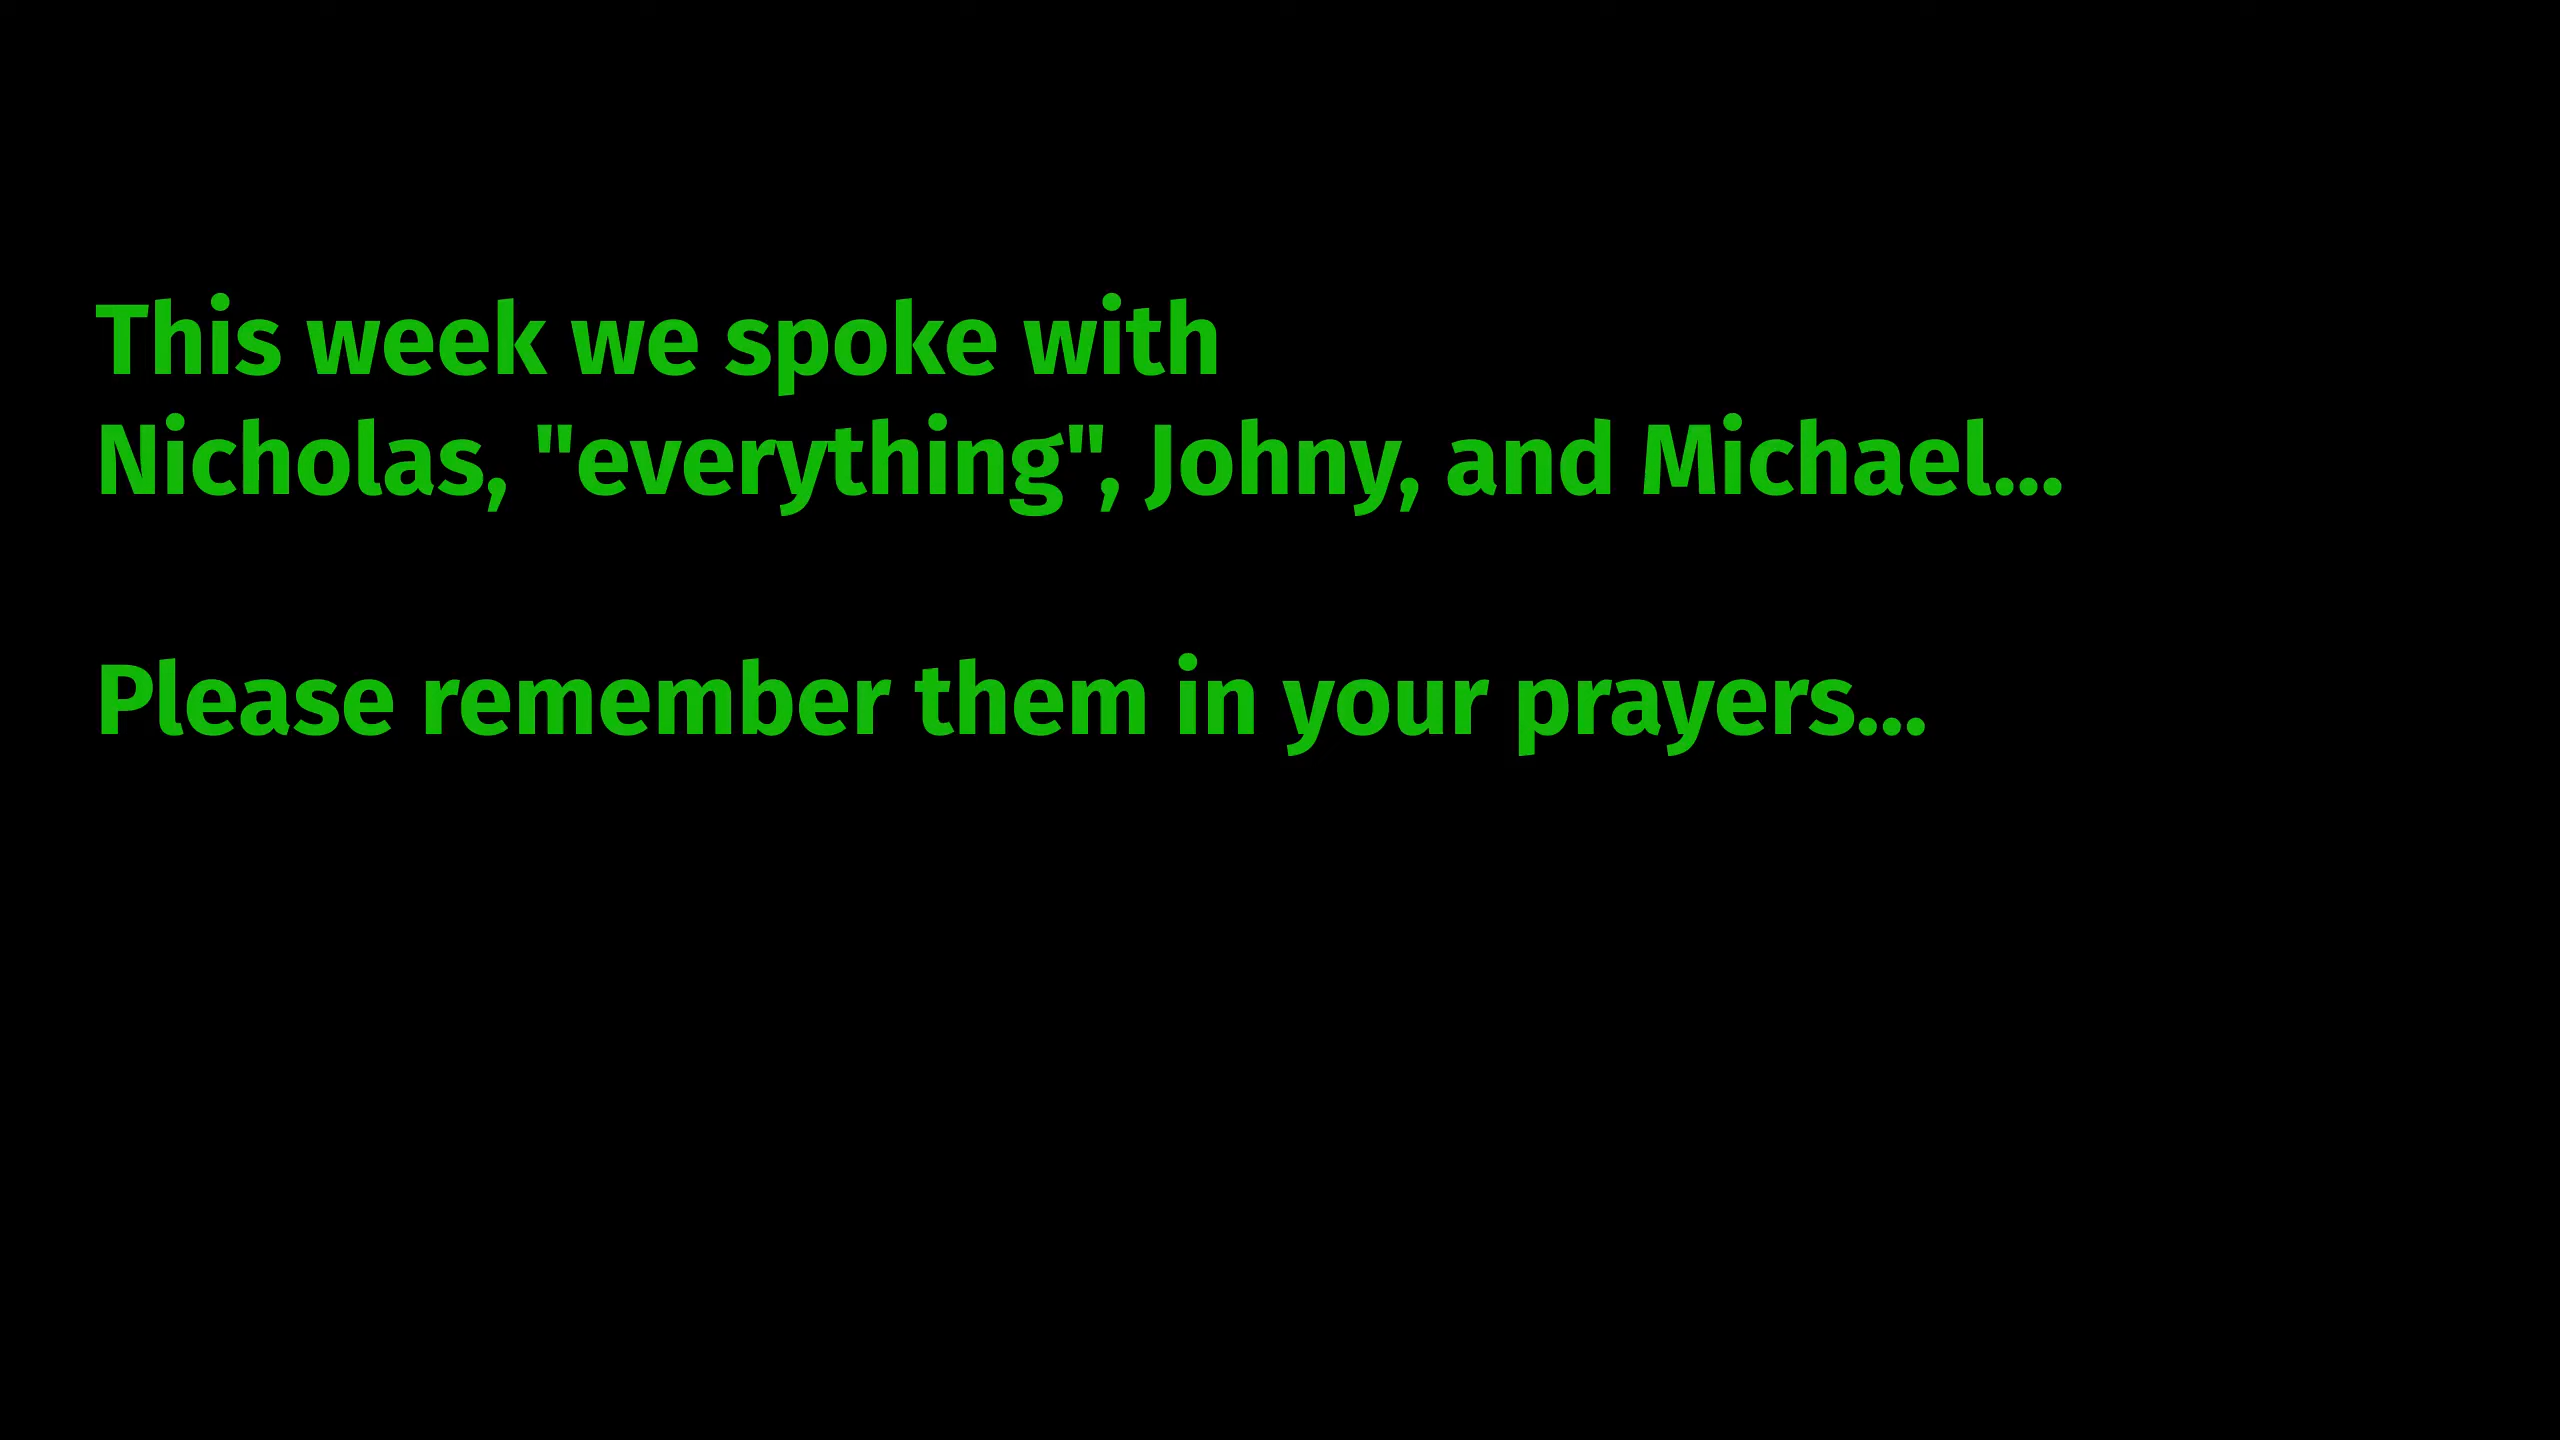 This week we spoke with
Nicholas, "everything", Johny, and Michael...
Please remember them in your prayers...